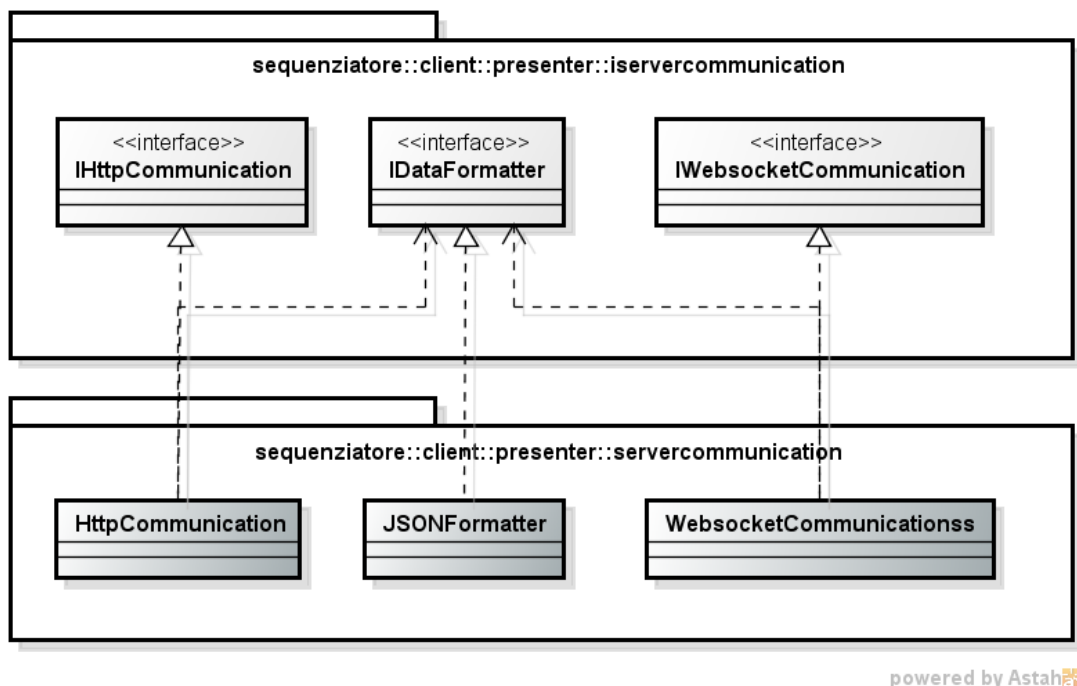 sequenziatore::client::presenter::iservercommunication
<<interface>> <<interface>> <<interface>>
IHttpCommunication IDataFormatter IWebsocketCommunication
sequenziatore::client::presenter::servercommunication
HttpCommunication JSONFormatter WebsocketCommunicationss
powered by Astah